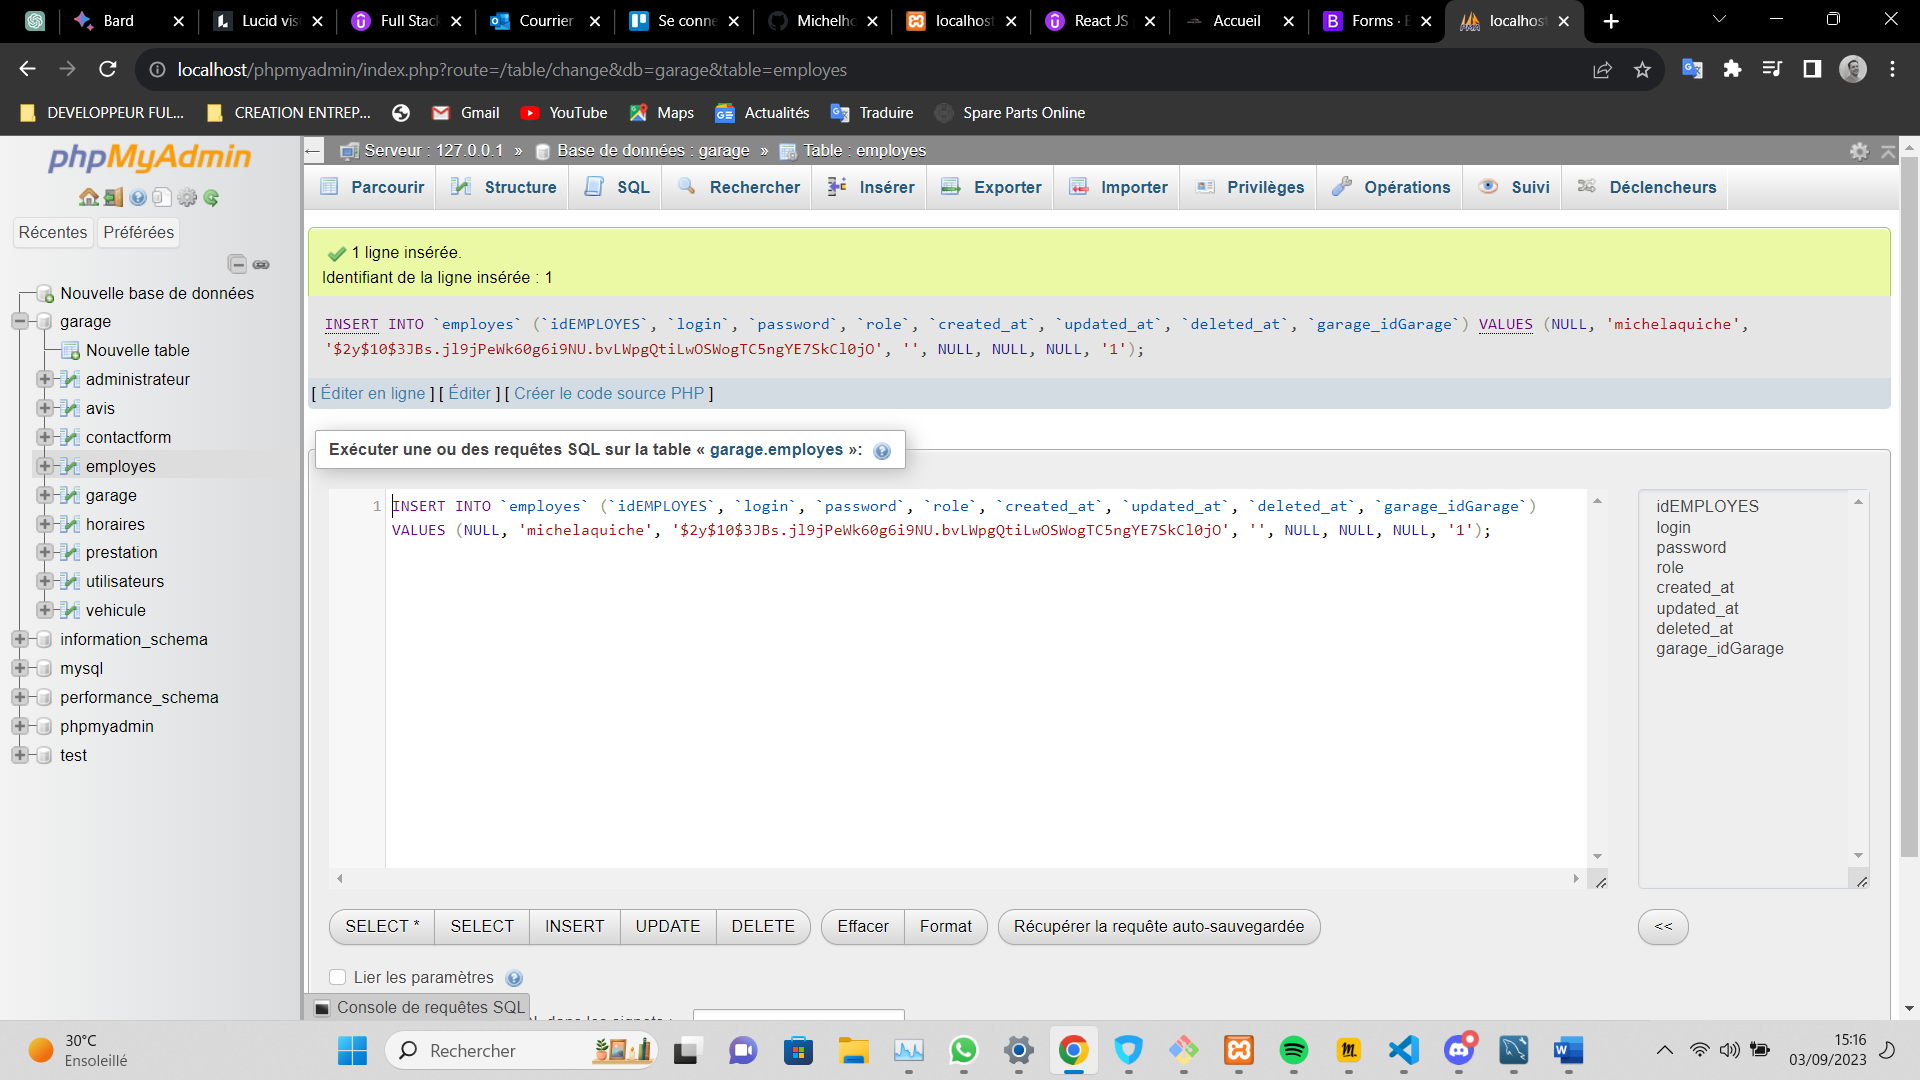 Bard
Lucid vis
Full Stack
Courrier
Se conne
Michelho
localhost
React JS
Accueil
Forms · B
localhost
localhost/phpmyadmin/index.php?route=/table/change&db=garage&table=employes
DEVELOPPEUR FUL...
CREATION ENTREP...
Gmail
YouTube
Maps
Actualités
Traduire
Spare Parts Online
phpMyAdmin
Récentes
Préférées
Nouvelle base de données
garage
Nouvelle table
administrateur
avis
contactform
employes
garage
horaires
prestation
utilisateurs
vehicule
information_schema
mysql
performance_schema
phpmyadmin
test
Serveur : 127.0.0.1 » Base de données : garage » Table : employes
Parcourir
Structure
SQL
Rechercher
Insérer
Exporter
Importer
Privilèges
Opérations
Suivi
Déclencheurs
1 ligne insérée.
Identifiant de la ligne insérée : 1
INSERT INTO `employes` (`idEMPLOYES`, `login`, `password`, `role`, `created_at`, `updated_at`, `deleted_at`, `garage_idGarage`) VALUES (NULL, 'michelaquiche',
'$2y$10$3JBs.jl9jPeWk60g6i9NU.bvLWpgQtiLwOSWogTC5ngYE7SkCl0jO', '', NULL, NULL, NULL, '1');
[ Éditer en ligne ] [ Éditer ] [ Créer le code source PHP ]
Exécuter une ou des requêtes SQL sur la table « garage.employes »:
1
INSERT INTO `employes` (`idEMPLOYES`, `login`, `password`, `role`, `created_at`, `updated_at`, `deleted_at`, `garage_idGarage`)
VALUES (NULL, 'michelaquiche', '$2y$10$3JBs.jl9jPeWk60g6i9NU.bvLWpgQtiLwOSWogTC5ngYE7SkCl0jO', '', NULL, NULL, NULL, '1');
idEMPLOYES
login
password
role
created_at
updated_at
deleted_at
garage_idGarage
SELECT *
SELECT
INSERT
UPDATE
DELETE
Effacer
Format
Récupérer la requête auto-sauvegardée
<<
Lier les paramètres
Console de requêtes SQL
30°C
Ensoleillé
Rechercher
15:16
03/09/2023